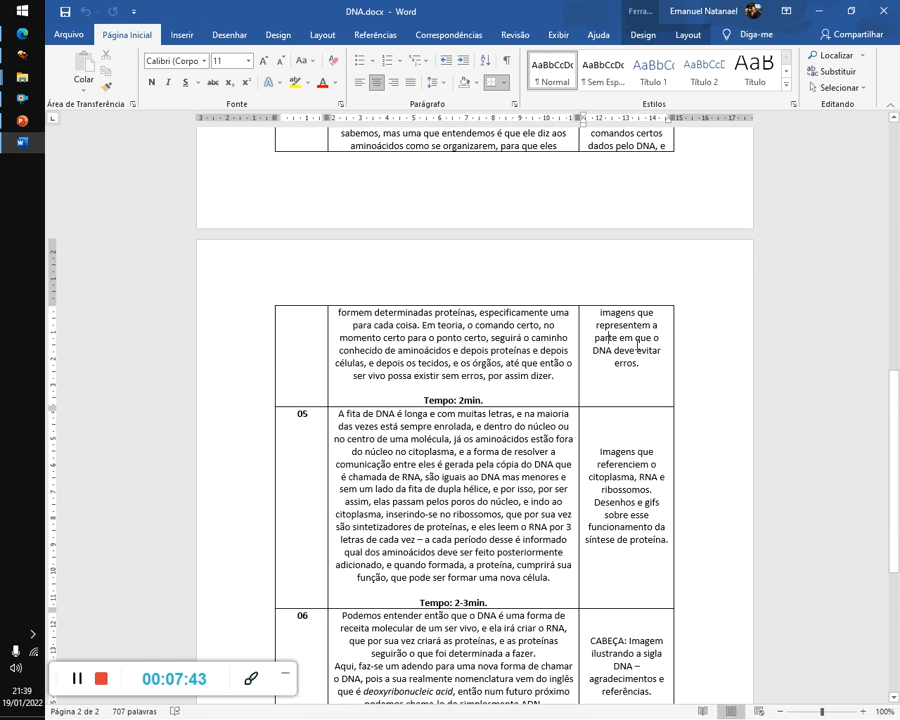 DNA.docx - Word
Ferra...
Emanuel Natanael
Arquivo
Página Inicial
Inserir
Desenhar
Design
Layout
Referências
Correspondências
Revisão
Exibir
Ajuda
Design
Layout
Diga-me
Compartilhar
Colar
Calibri (Corpo
11
N I S abc x₂ x²
AaBbCcDc
¶ Normal
AaBbCcDc
¶ Sem Esp...
AaBbCc
Título 1
AaBbCcC
Título 2
AaB
Título
Localizar
Substituir
Selecionar
Área de Transferência
Fonte
Parágrafo
Estilos
Editando
sabemos, mas uma que entendemos é que ele diz aos
aminoácidos como se organizarem, para que eles
comandos certos
dados pelo DNA, e
formem determinadas proteínas, especificamente uma
para cada coisa. Em teoria, o comando certo, no
momento certo para o ponto certo, seguirá o caminho
conhecido de aminoácidos e depois proteínas e depois
células, e depois os tecidos, e os órgãos, até que então o
ser vivo possa existir sem erros, por assim dizer.
Tempo: 2min.
imagens que
representem a
parte em que o
DNA deve evitar
erros.
05
A fita de DNA é longa e com muitas letras, e na maioria
das vezes está sempre enrolada, e dentro do núcleo ou
no centro de uma molécula, já os aminoácidos estão fora
do núcleo no citoplasma, e a forma de resolver a
comunicação entre eles é gerada pela cópia do DNA que
é chamada de RNA, são iguais ao DNA mas menores e
sem um lado da fita de dupla hélice, e por isso, por ser
assim, elas passam pelos poros do núcleo, e indo ao
citoplasma, inserindo-se no ribossomos, que por sua vez
são sintetizadores de proteínas, e eles leem o RNA por 3
letras de cada vez – a cada período desse é informado
qual dos aminoácidos deve ser feito posteriormente
adicionado, e quando formada, a proteína, cumprirá sua
função, que pode ser formar uma nova célula.
Tempo: 2-3min.
Imagens que
referenciem o
citoplasma, RNA e
ribossomos.
Desenhos e gifs
sobre esse
funcionamento da
síntese de proteína.
06
Podemos entender então que o DNA é uma forma de
receita molecular de um ser vivo, e ela irá criar o RNA,
que por sua vez criará as proteínas, e as proteínas
seguirão o que foi determinada a fazer.
Aqui, faz-se um adendo para uma nova forma de chamar
o DNA, pois a sua realmente nomenclatura vem do inglês
que é deoxyribonucleic acid, então num futuro próximo
podemos chama-lo de simplesmente ADN.
CABEÇA: Imagem
ilustrando a sigla
DNA –
agradecimentos e
referências.
00:07:43
21:39
19/01/2022
Página 2 de 2
707 palavras
100%